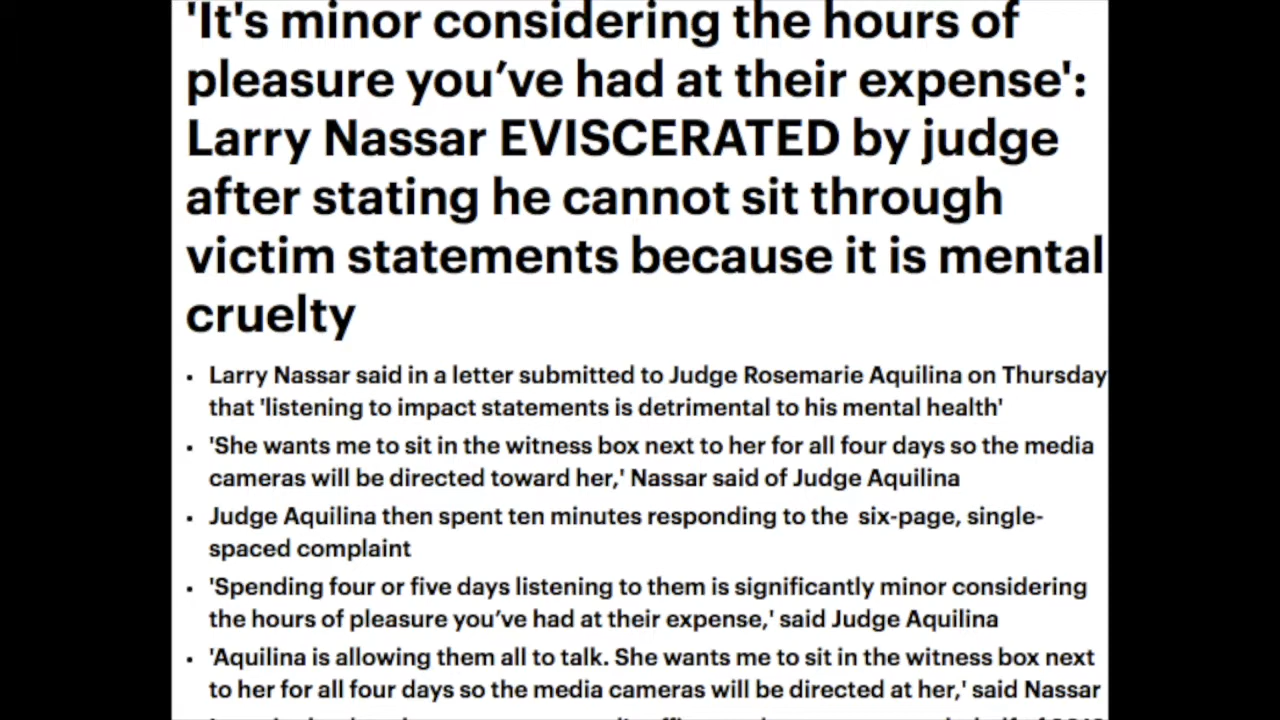 'It's minor considering the hours of
pleasure you’ve had at their expense':
Larry Nassar EVISCERATED by judge
after stating he cannot sit through
victim statements because it is mental
cruelty
• Larry Nassar said in a letter submitted to Judge Rosemarie Aquilina on Thursday
that 'listening to impact statements is detrimental to his mental health'
• 'She wants me to sit in the witness box next to her for all four days so the media
cameras will be directed toward her,' Nassar said of Judge Aquilina
• Judge Aquilina then spent ten minutes responding to the six-page, single-
spaced complaint
• 'Spending four or five days listening to them is significantly minor considering
the hours of pleasure you’ve had at their expense,' said Judge Aquilina
• 'Aquilina is allowing them all to talk. She wants me to sit in the witness box next
to her for all four days so the media cameras will be directed at her,' said Nassar